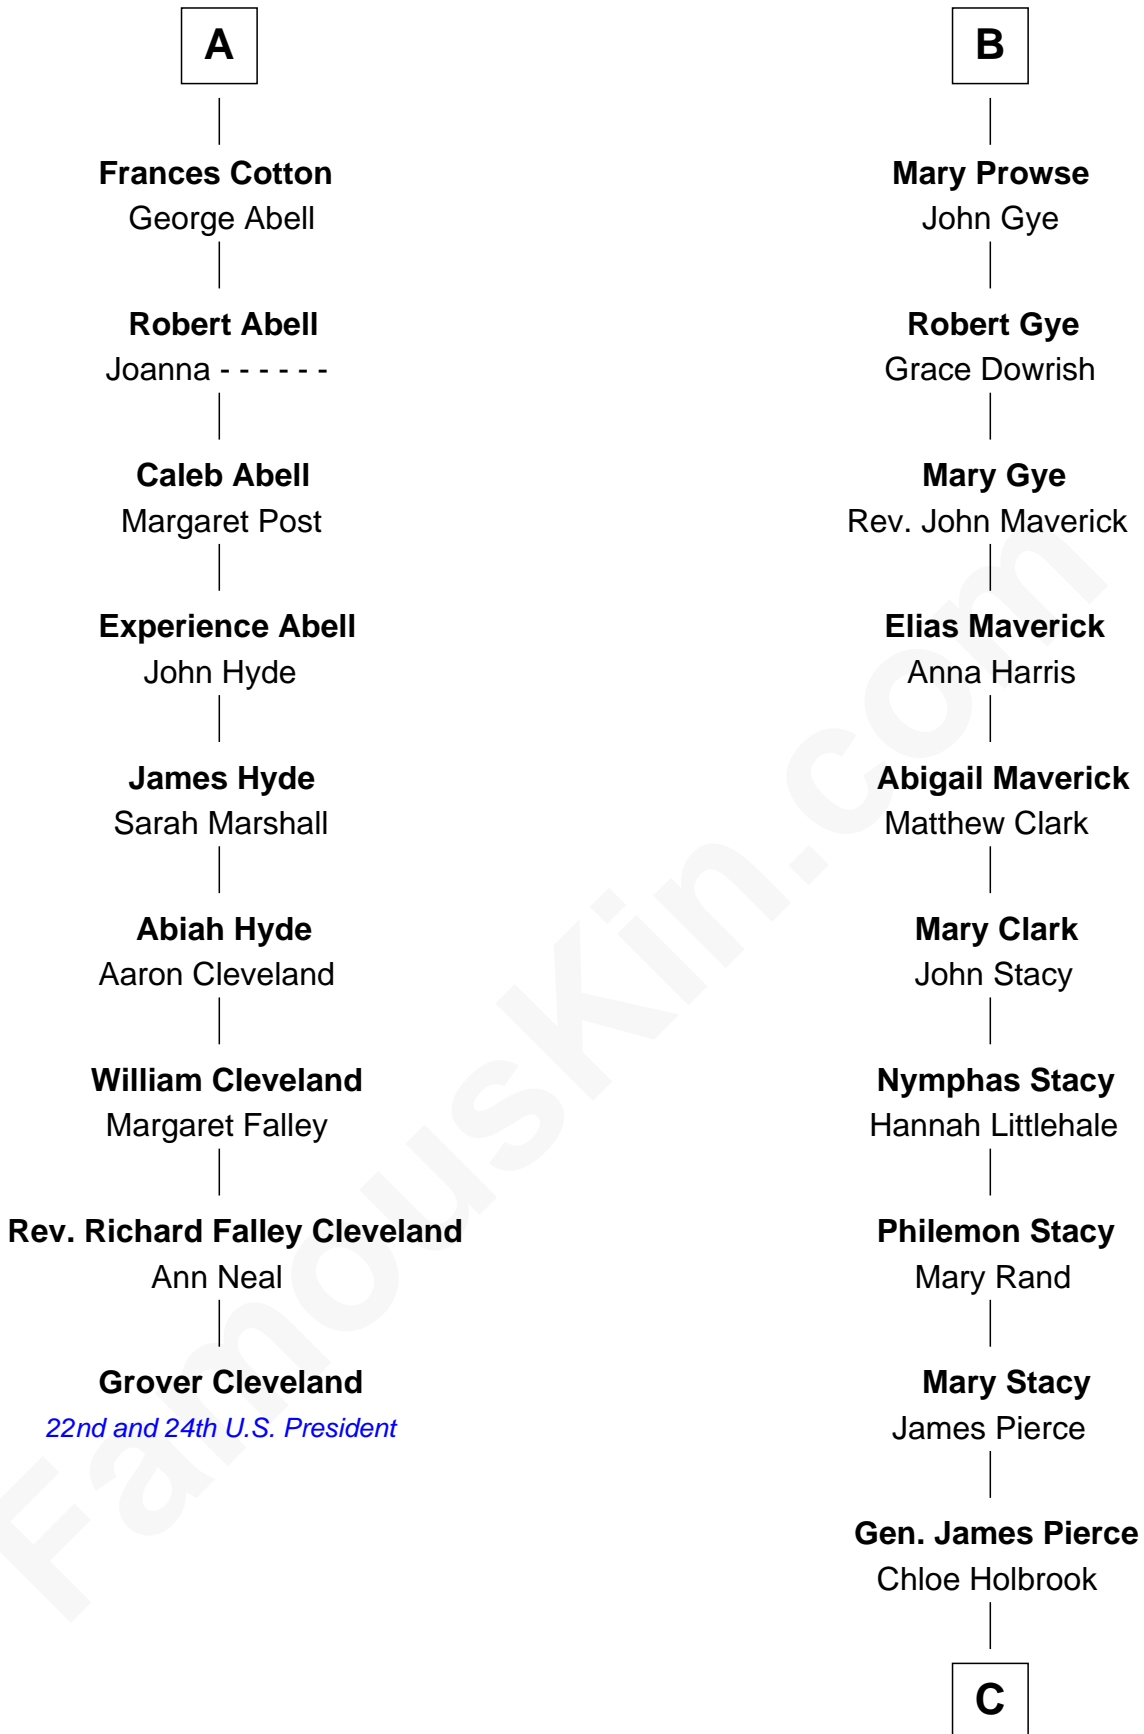 A
Frances Cotton
George Abell
Robert Abell
Joanna - - - - - -
Caleb Abell
Margaret Post
Experience Abell
John Hyde
James Hyde
Sarah Marshall
Abiah Hyde
Aaron Cleveland
William Cleveland
Margaret Falley
Rev. Richard Falley Cleveland
Ann Neal
Grover Cleveland
22nd and 24th U.S. President
B
Mary Prowse
John Gye
Robert Gye
Grace Dowrish
Mary Gye
Rev. John Maverick
Elias Maverick
Anna Harris
Abigail Maverick
Matthew Clark
Mary Clark
John Stacy
Nymphas Stacy
Hannah Littlehale
Philemon Stacy
Mary Rand
Mary Stacy
James Pierce
Gen. James Pierce
Chloe Holbrook
C
FamousKin.com